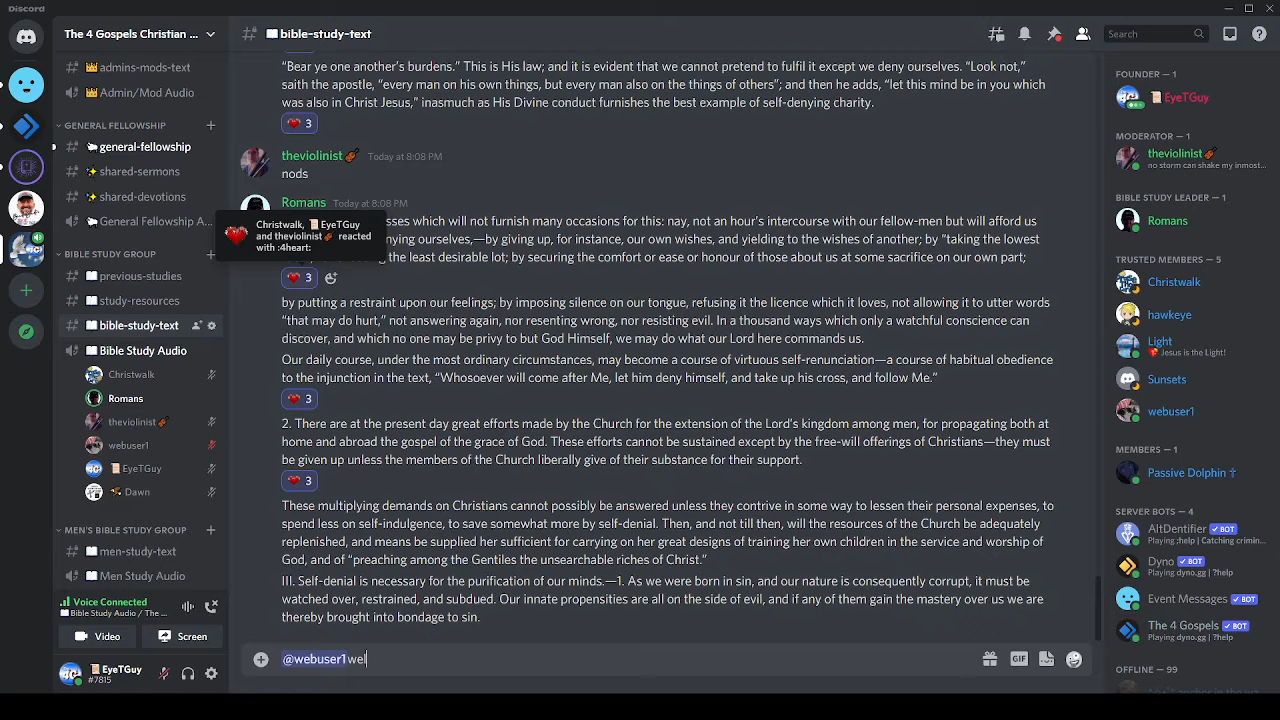 Discord
The 4 Gospels Christian ...
bible-study-text
Search
admins-mods-text
Admin/Mod Audio
GENERAL FELLOWSHIP
general-fellowship
shared-sermons
shared-devotions
General Fellowship A...
BIBLE STUDY GROUP
previous-studies
study-resources
bible-study-text
Bible Study Audio
Christwalk
Romans
theviolinist
webuser1
EyeTGuy
Dawn
MEN'S BIBLE STUDY GROUP
men-study-text
Men Study Audio
Voice Connected
Bible Study Audio / The ...
Video
Screen
EyeTGuy
#7815
“Bear ye one another’s burdens.” This is His law; and it is evident that we cannot pretend to fulfil it except we deny ourselves. “Look not,”
saith the apostle, “every man on his own things, but every man also on the things of others”; and then he adds, “let this mind be in you which
was also in Christ Jesus,” inasmuch as His Divine conduct furnishes the best example of self-denying charity.
3
theviolinist Today at 8:08 PM
nods
Romans Today at 8:08 PM
Christwalk, EyeTGuy
and theviolinist reacted
with :4heart:
sses which will not furnish many occasions for this: nay, not an hour’s intercourse with our fellow-men but will afford us
nying ourselves,—by giving up, for instance, our own wishes, and yielding to the wishes of another; by “taking the lowest
the least desirable lot; by securing the comfort or ease or honour of those about us at some sacrifice on our own part;
3
by putting a restraint upon our feelings; by imposing silence on our tongue, refusing it the licence which it loves, not allowing it to utter words
“that may do hurt,” not answering again, nor resenting wrong, nor resisting evil. In a thousand ways which only a watchful conscience can
discover, and which no one may be privy to but God Himself, we may do what our Lord here commands us.
Our daily course, under the most ordinary circumstances, may become a course of virtuous self-renunciation—a course of habitual obedience
to the injunction in the text, “Whosoever will come after Me, let him deny himself, and take up his cross, and follow Me.”
3
2. There are at the present day great efforts made by the Church for the extension of the Lord’s kingdom among men, for propagating both at
home and abroad the gospel of the grace of God. These efforts cannot be sustained except by the free-will offerings of Christians—they must
be given up unless the members of the Church liberally give of their substance for their support.
3
These multiplying demands on Christians cannot possibly be answered unless they contrive in some way to lessen their personal expenses, to
spend less on self-indulgence, to save somewhat more by self-denial. Then, and not till then, will the resources of the Church be adequately
replenished, and means be supplied her sufficient for carrying on her great designs of training her own children in the service and worship of
God, and of “preaching among the Gentiles the unsearchable riches of Christ.”
III. Self-denial is necessary for the purification of our minds.—1. As we were born in sin, and our nature is consequently corrupt, it must be
watched over, restrained, and subdued. Our innate propensities are all on the side of evil, and if any of them gain the mastery over us we are
thereby brought into bondage to sin.
@webuser1 wel
GIF
FOUNDER — 1
EyeTGuy
MODERATOR — 1
theviolinist
no storm can shake my inmost...
BIBLE STUDY LEADER — 1
Romans
TRUSTED MEMBERS — 5
Christwalk
hawkeye
Light
Jesus is the Light!
Sunsets
webuser1
MEMBERS — 1
Passive Dolphin †
SERVER BOTS — 4
AltDentifier BOT
Playing ;help | Catching crimin...
Dyno BOT
Playing dyno.gg | ?help
Event Messages BOT
The 4 Gospels BOT
Playing dyno.gg | ?help
OFFLINE — 99